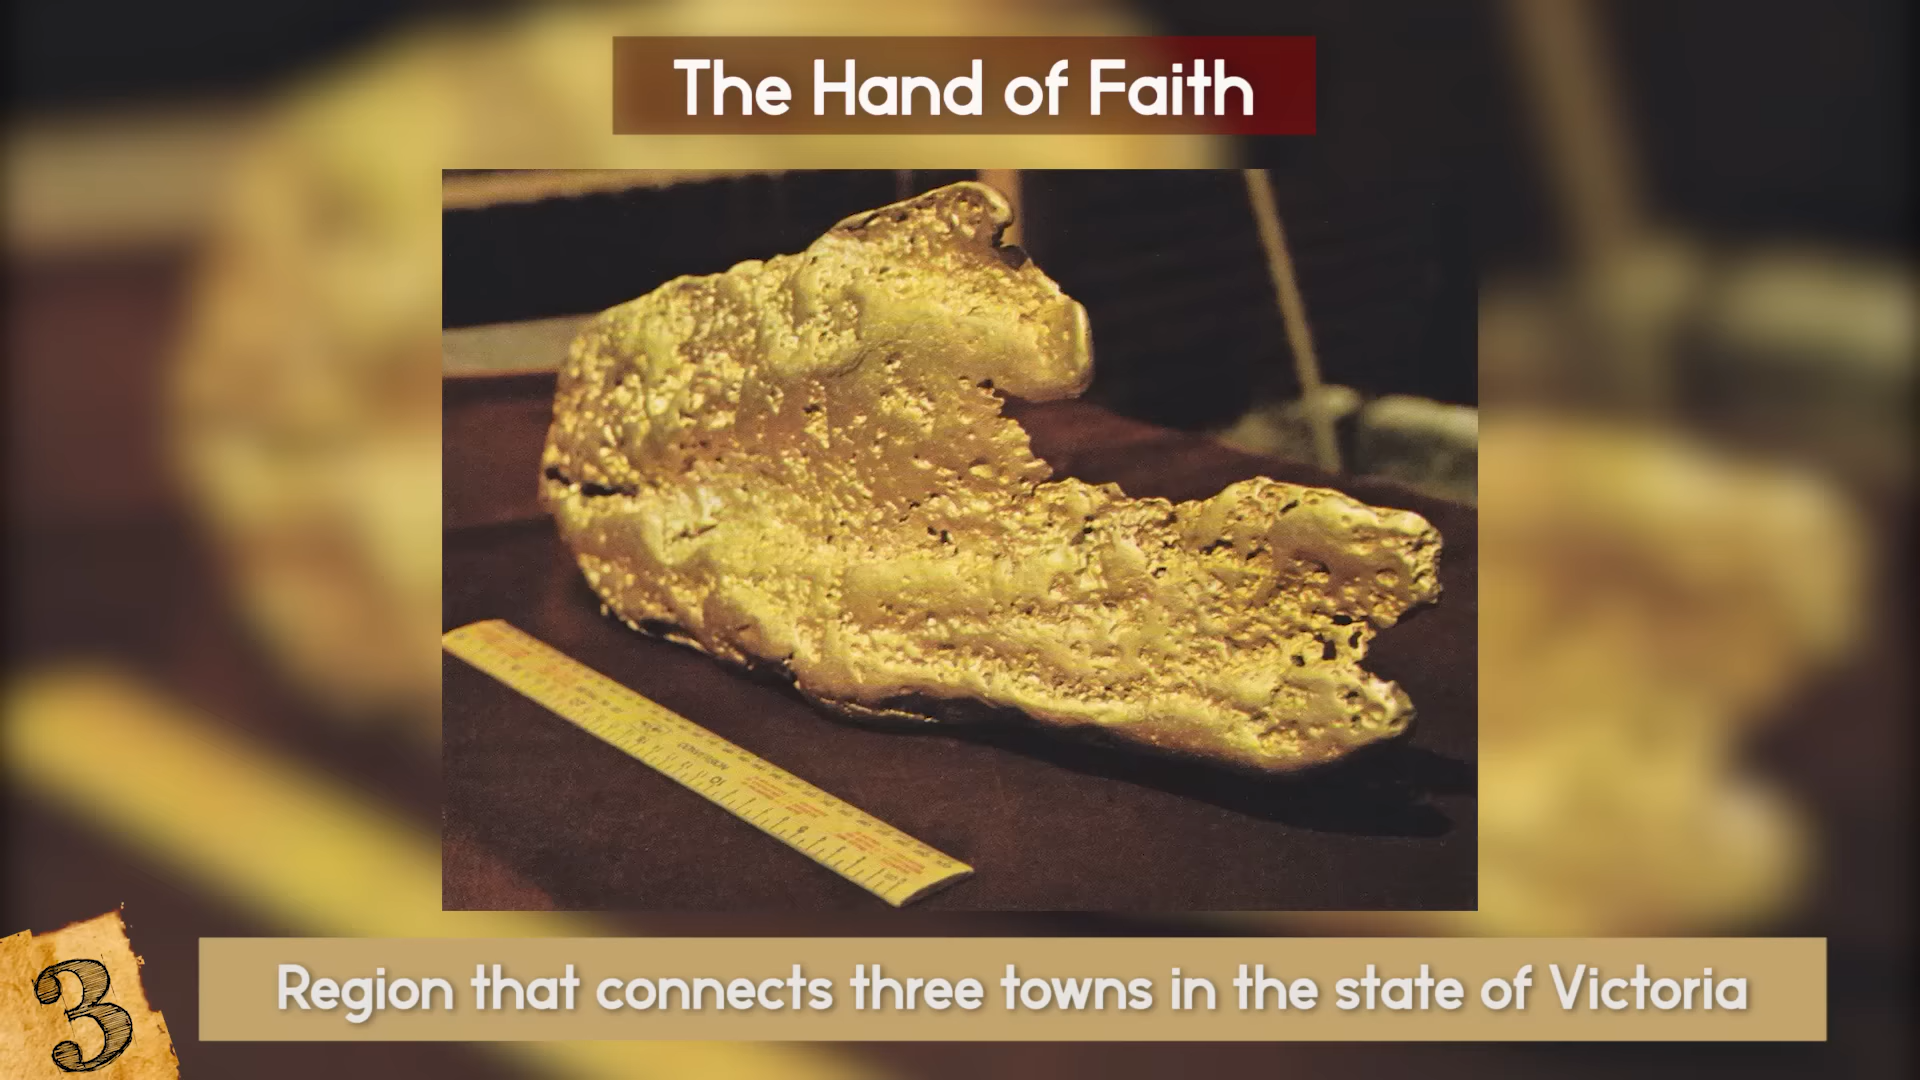 The Hand of Faith
Region that connects three towns in the state of Victoria
3